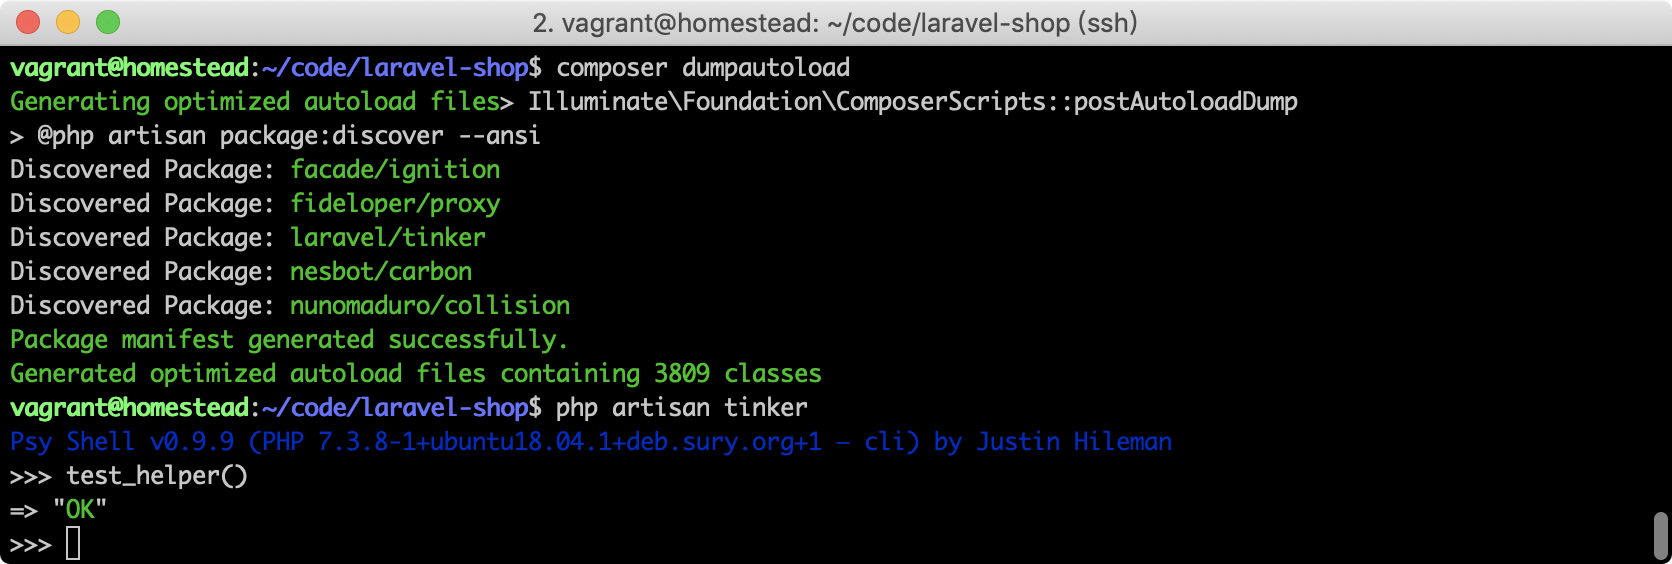 2. vagrant@homestead: ~/code/laravel-shop (ssh)
vagrant@homestead:~/code/laravel-shop$ composer dumpautoload
Generating optimized autoload files> Illuminate\Foundation\ComposerScripts::postAutoloadDump
> @php artisan package:discover --ansi
Discovered Package: facade/ignition
Discovered Package: fideloper/proxy
Discovered Package: laravel/tinker
Discovered Package: nesbot/carbon
Discovered Package: nunomaduro/collision
Package manifest generated successfully.
Generated optimized autoload files containing 3809 classes
vagrant@homestead:~/code/laravel-shop$ php artisan tinker
Psy Shell v0.9.9 (PHP 7.3.8-1+ubuntu18.04.1+deb.sury.org+1 — cli) by Justin Hileman
>>> test_helper()
=> "OK"
>>>